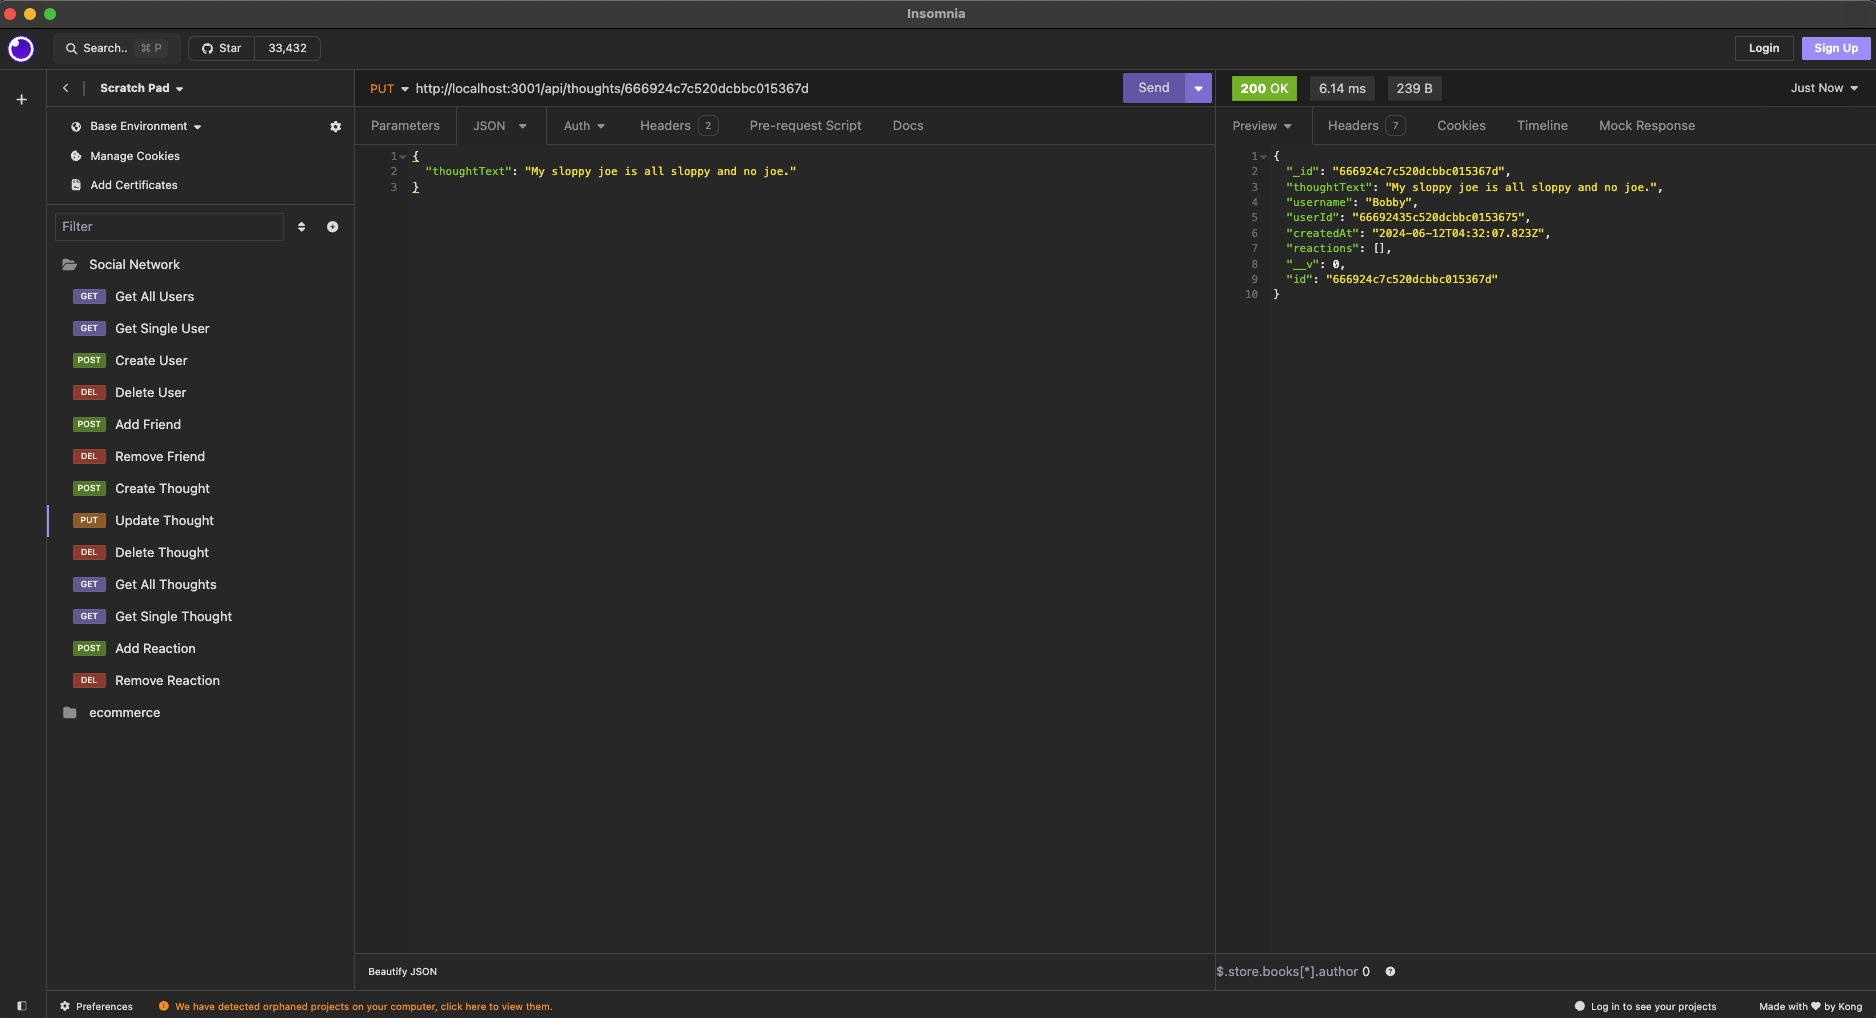 Insomnia
Search.. ⌘ P
Star 33,432
Login
Sign Up
Scratch Pad
Base Environment
Manage Cookies
Add Certificates
Filter
Social Network
GET Get All Users
GET Get Single User
POST Create User
DEL Delete User
POST Add Friend
DEL Remove Friend
POST Create Thought
PUT Update Thought
DEL Delete Thought
GET Get All Thoughts
GET Get Single Thought
POST Add Reaction
DEL Remove Reaction
ecommerce
PUT http://localhost:3001/api/thoughts/666924c7c520dcbbc015367d
Send
Parameters JSON Auth Headers 2 Pre-request Script Docs
1 {
2 "thoughtText": "My sloppy joe is all sloppy and no joe."
3 }
Beautify JSON
200 OK 6.14 ms 239 B
Just Now
Preview Headers 7 Cookies Timeline Mock Response
1 {
2 "_id": "666924c7c520dcbbc015367d",
3 "thoughtText": "My sloppy joe is all sloppy and no joe.",
4 "username": "Bobby",
5 "userId": "66692435c520dcbbc0153675",
6 "createdAt": "2024-06-12T04:32:07.823Z",
7 "reactions": [],
8 "__v": 0,
9 "id": "666924c7c520dcbbc015367d"
10 }
$.store.books[*].author 0
Preferences
We have detected orphaned projects on your computer, click here to view them.
Log in to see your projects
Made with ♥ by Kong